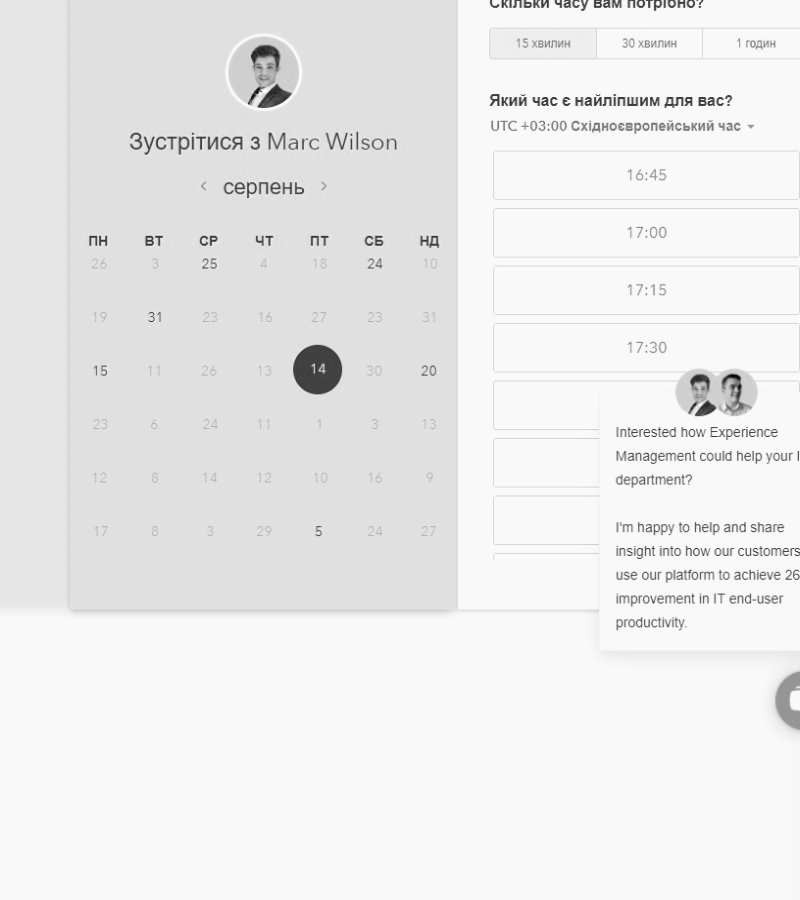 Скільки часу вам потрібно?
15 хвилин 30 хвилин 1 годин
Який час є найліпшим для вас?
UTC +03:00 Східноєвропейський час
16:45
17:00
17:15
17:30
Зустрітися з Marc Wilson
серпень
ПН ВТ СР ЧТ ПТ СБ НД
26 3 25 4 18 24 10
19 31 23 16 27 23 31
15 11 26 13 14 30 20
23 6 24 11 1 3 13
12 8 14 12 10 16 9
17 8 3 29 5 24 27
Interested how Experience
Management could help your
department?
I'm happy to help and share
insight into how our customers
use our platform to achieve 26
improvement in IT end-user
productivity.